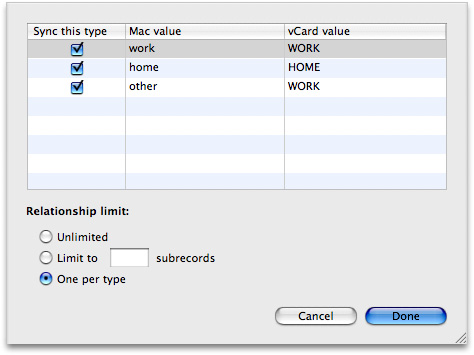 Sync this type Mac value vCard value
work WORK
home HOME
other WORK
Relationship limit:
Unlimited
Limit to subrecords
One per type
Cancel Done